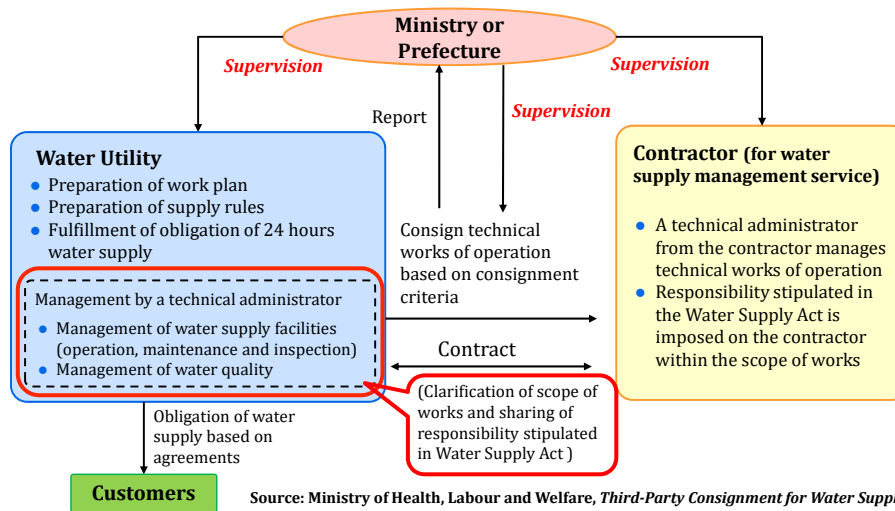 Ministry or
Prefecture
Supervision
Supervision
Supervision
Report
Water Utility
Preparation of work plan
Preparation of supply rules
Fulfillment of obligation of 24 hours
water supply
Management by a technical administrator
Management of water supply facilities
(operation, maintenance and inspection)
Management of water quality
Consign technical
works of operation
based on consignment
criteria
Contract
(Clarification of scope of
works and sharing of
responsibility stipulated
in Water Supply Act )
Contractor (for water
supply management service)
A technical administrator
from the contractor manages
technical works of operation
Responsibility stipulated in
the Water Supply Act is
imposed on the contractor
within the scope of works
Obligation of water
supply based on
agreements
Customers
Source: Ministry of Health, Labour and Welfare, Third-Party Consignment for Water